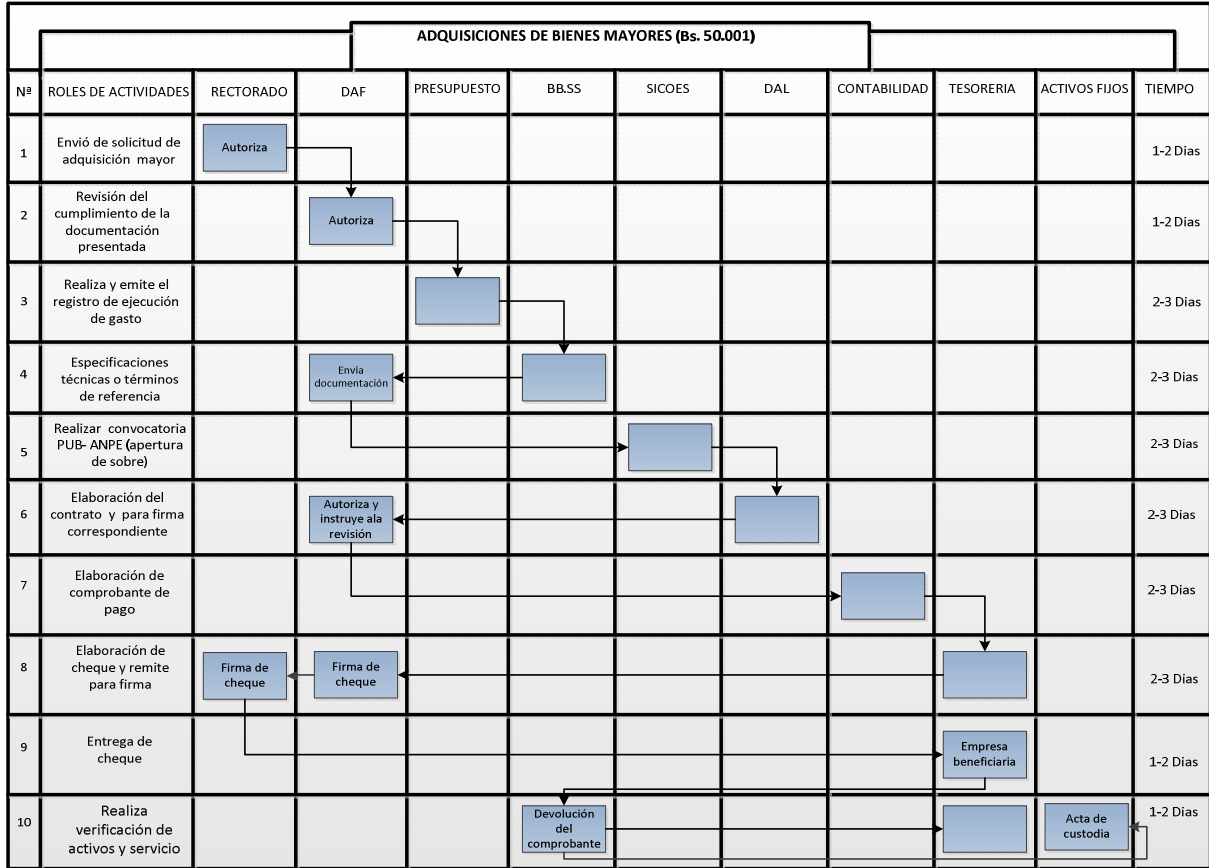 ADQUISICIONES DE BIENES MAYORES (Bs. 50.001)
Nª
ROLES DE ACTIVIDADES
RECTORADO
DAF
PRESUPUESTO
BB.SS
SICOES
DAL
CONTABILIDAD
TESORERIA
ACTIVOS FIJOS
TIEMPO
1
Envió de solicitud de
adquisición mayor
Autoriza
1-2 Dias
2
Revisión del
cumplimiento de la
documentación
presentada
Autoriza
1-2 Dias
3
Realiza y emite el
registro de ejecución
de gasto
2-3 Dias
4
Especificaciones
técnicas o términos
de referencia
Envía
documentación
2-3 Dias
5
Realizar convocatoria
PUB- ANPE (apertura
de sobre)
2-3 Dias
6
Elaboración del
contrato y para firma
correspondiente
Autoriza y
instruye ala
revisión
2-3 Dias
7
Elaboración de
comprobante de
pago
2-3 Dias
8
Elaboración de
cheque y remite
para firma
Firma de
cheque
Firma de
cheque
2-3 Dias
9
Entrega de
cheque
Empresa
beneficiaria
1-2 Dias
10
Realiza
verificación de
activos y servicio
Devolución
del
comprobante
Acta de
custodia
1-2 Dias